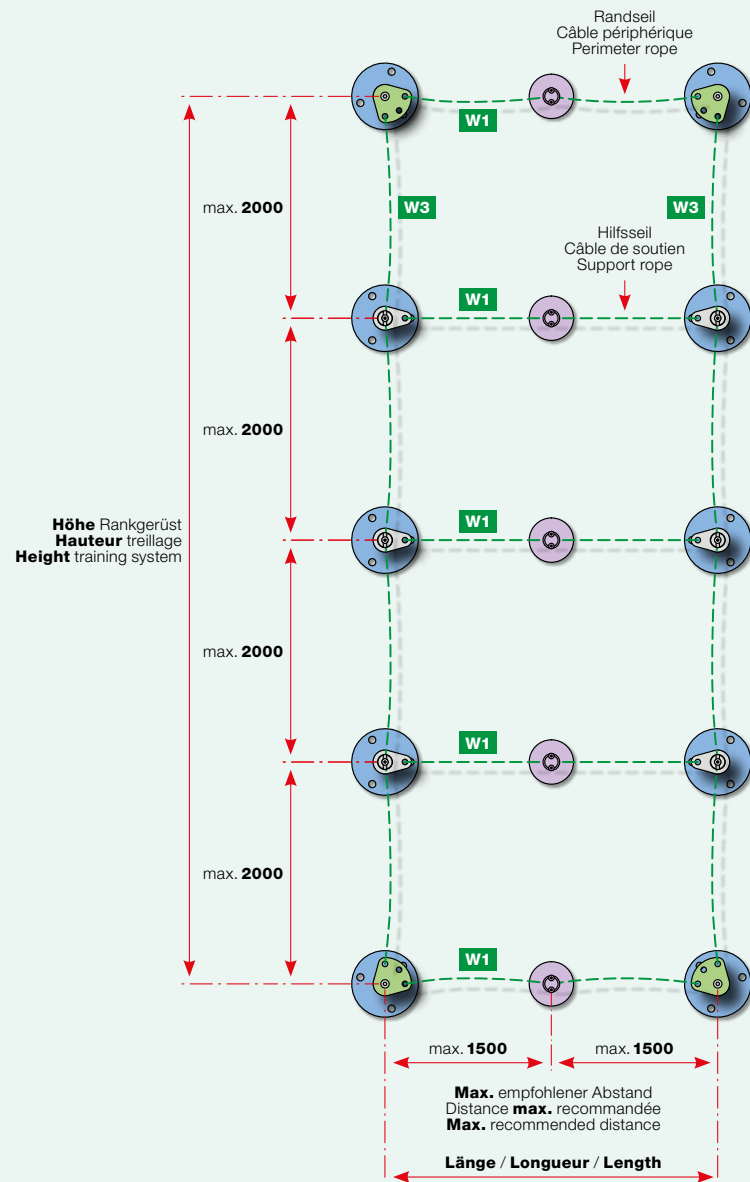 Randseil
Câble périphérique
Perimeter rope
W1
max. 2000
W3
W3
Hilfsseil
Câble de soutien
Support rope
W1
max. 2000
Höhe Rankgerüst
Hauteur treillage
Height training system
W1
max. 2000
W1
max. 2000
W1
max. 1500
max. 1500
Max. empfohlener Abstand
Distance max. recommandée
Max. recommended distance
Länge / Longueur / Length